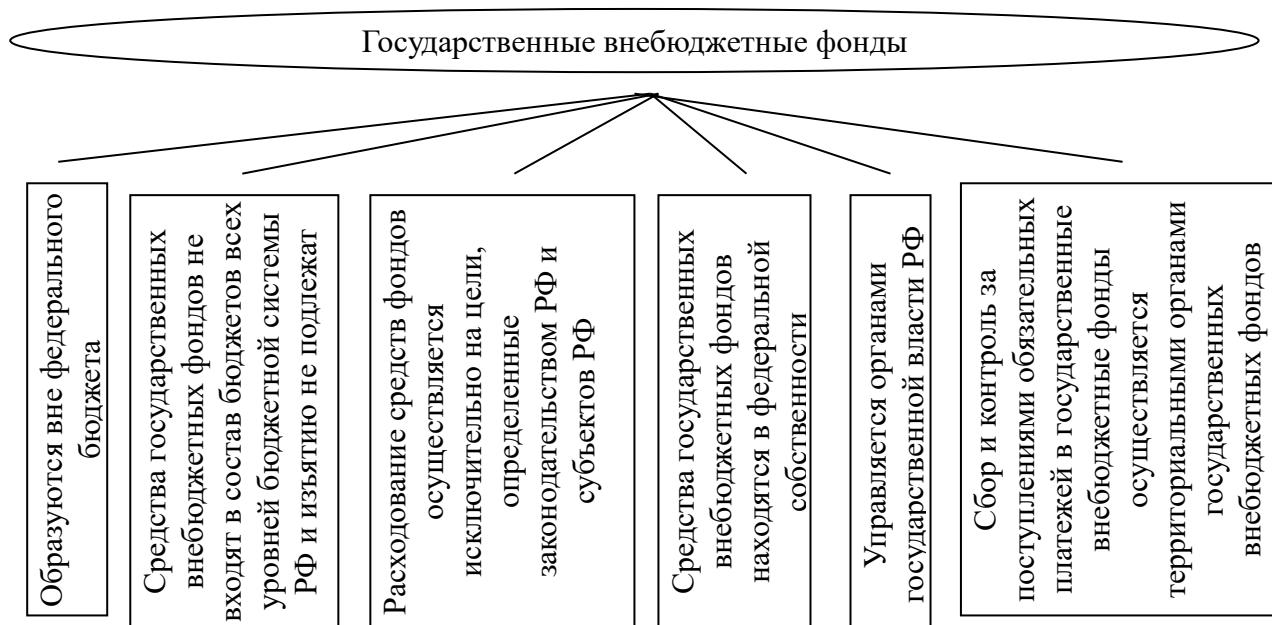 Государственные внебюджетные фонды
Образуются вне федерального
бюджета
Средства государственных
внебюджетных фондов не
входят в состав бюджетов всех
уровней бюджетной системы
РФ и изъятию не подлежат
Расходование средств фондов
осуществляется
исключительно на цели,
определенные
законодательством РФ и
субъектов РФ
Средства государственных
внебюджетных фондов
находятся в федеральной
собственности
Управляется органами
государственной власти РФ
Сбор и контроль за
поступлениями обязательных
платежей в государственные
внебюджетные фонды
осуществляется
территориальными органами
государственных
внебюджетных фондов